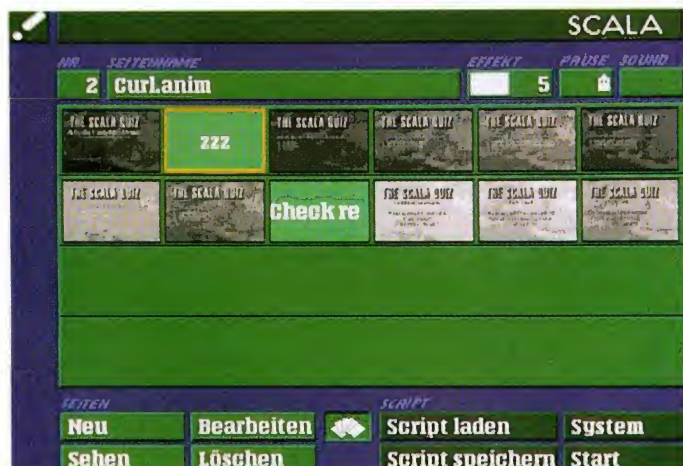 SCALA
NR. SEITENNAME EFFEKT PAUSE SOUND
2 Curl.anim 5
THE SCALA QUIZ zzz THE SCALA QUIZ THE SCALA QUIZ THE SCALA QUIZ THE SCALA QUIZ
THE SCALA QUIZ THE SCALA QUIZ Check re THE SCALA QUIZ THE SCALA QUIZ THE SCALA QUIZ
SEITEN SCRIPT
Neu Bearbeiten Script laden System
Sehen Löschen Script speichern Start